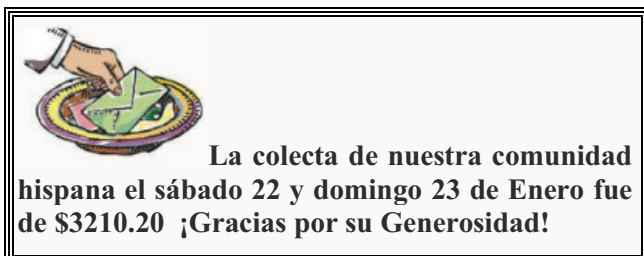 La colecta de nuestra comunidad
hispana el sábado 22 y domingo 23 de Enero fue
de $3210.20 ¡Gracias por su Generosidad!